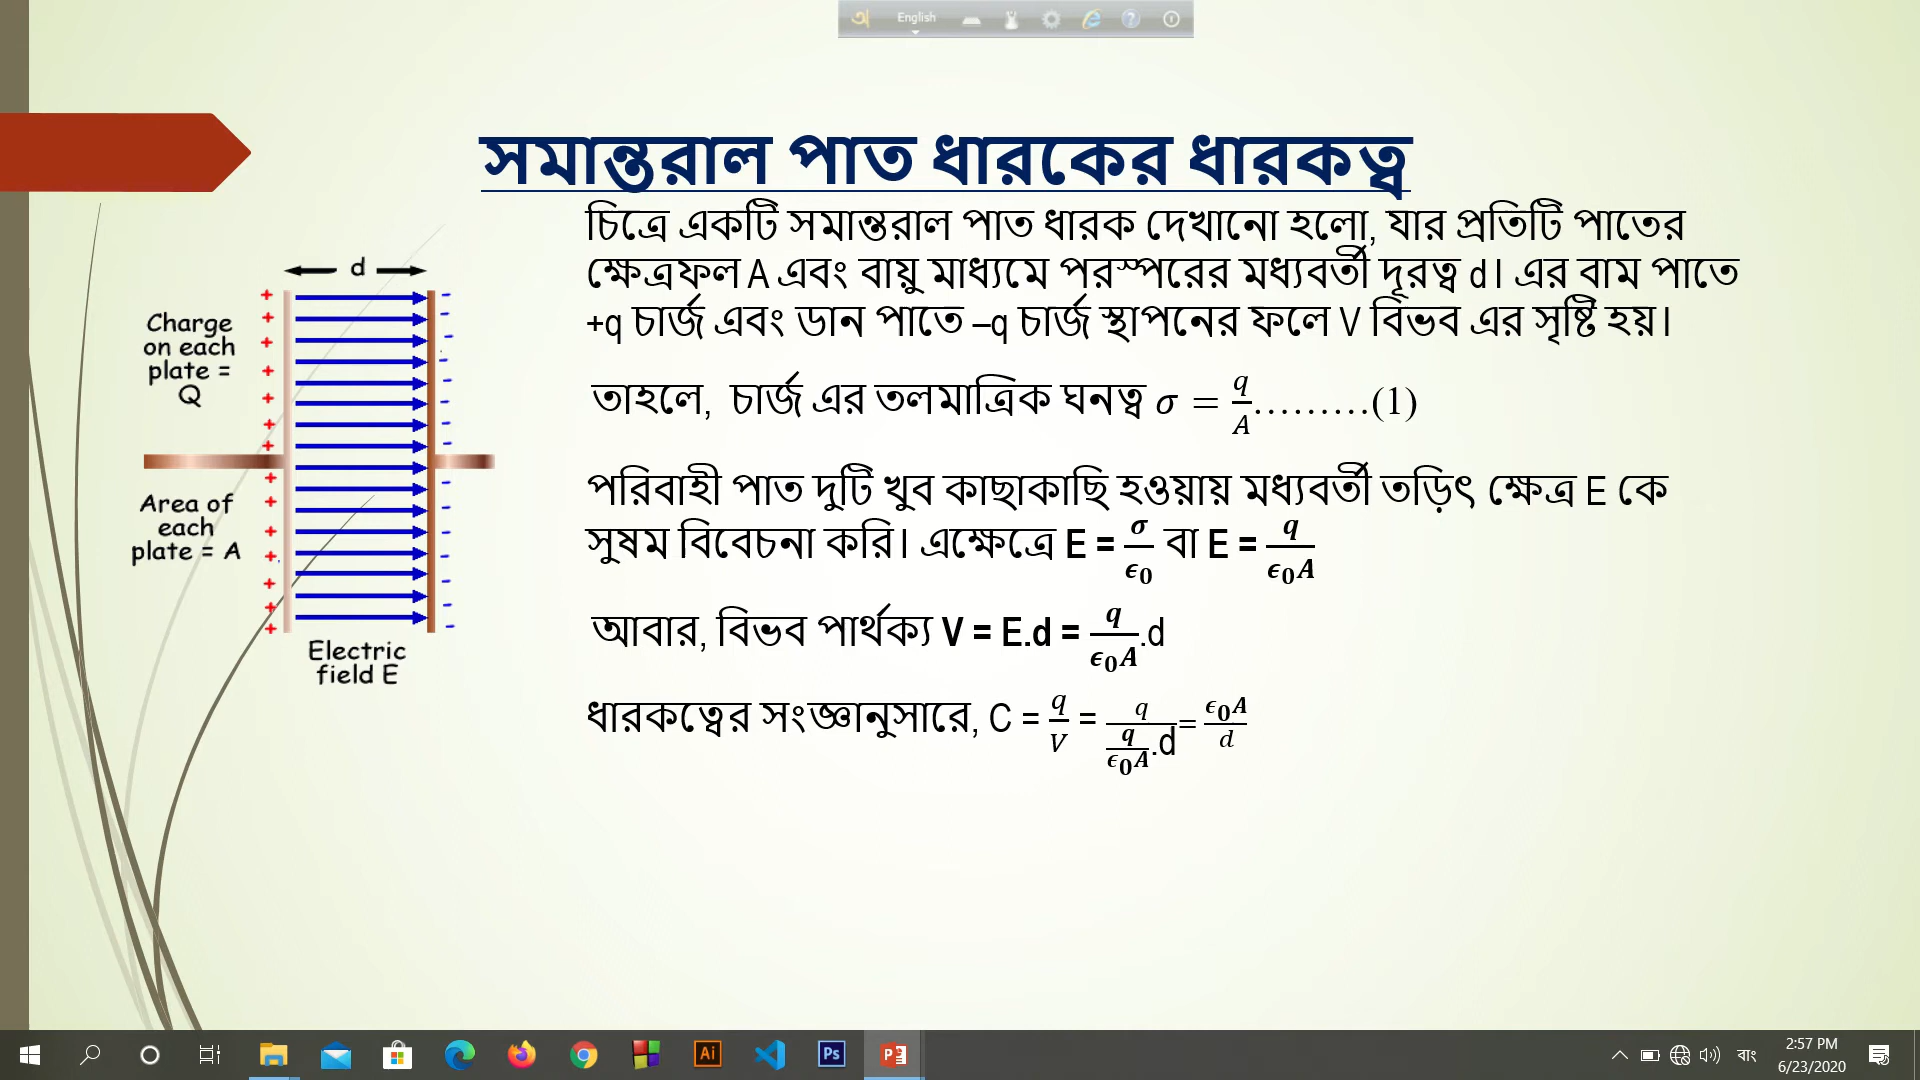 English
সমান্তরাল পাত ধারকের ধারকত্ব
চিত্রে একটি সমান্তরাল পাত ধারক দেখানো হলো, যার প্রতিটি পাতের
ক্ষেত্রফল A এবং বায়ু মাধ্যমে পরস্পরের মধ্যবর্তী দূরত্ব d। এর বাম পাতে
+q চার্জ এবং ডান পাতে –q চার্জ স্থাপনের ফলে V বিভব এর সৃষ্টি হয়।
তাহলে, চার্জ এর তলমাত্রিক ঘনত্ব σ = q/A………(1)
পরিবাহী পাত দুটি খুব কাছাকাছি হওয়ায় মধ্যবর্তী তড়িৎ ক্ষেত্র E কে
সুষম বিবেচনা করি। এক্ষেত্রে E = σ/ϵ₀ বা E = q/(ϵ₀A)
আবার, বিভব পার্থক্য V = E.d = q/(ϵ₀A).d
ধারকত্বের সংজ্ঞানুসারে, C = q/V = q/(q/(ϵ₀A).d) = ϵ₀A/d
d
Charge
on each
plate =
Q
Area of
each
plate = A
Electric
field E
Ai
Ps
P
বাং
2:57 PM
6/23/2020